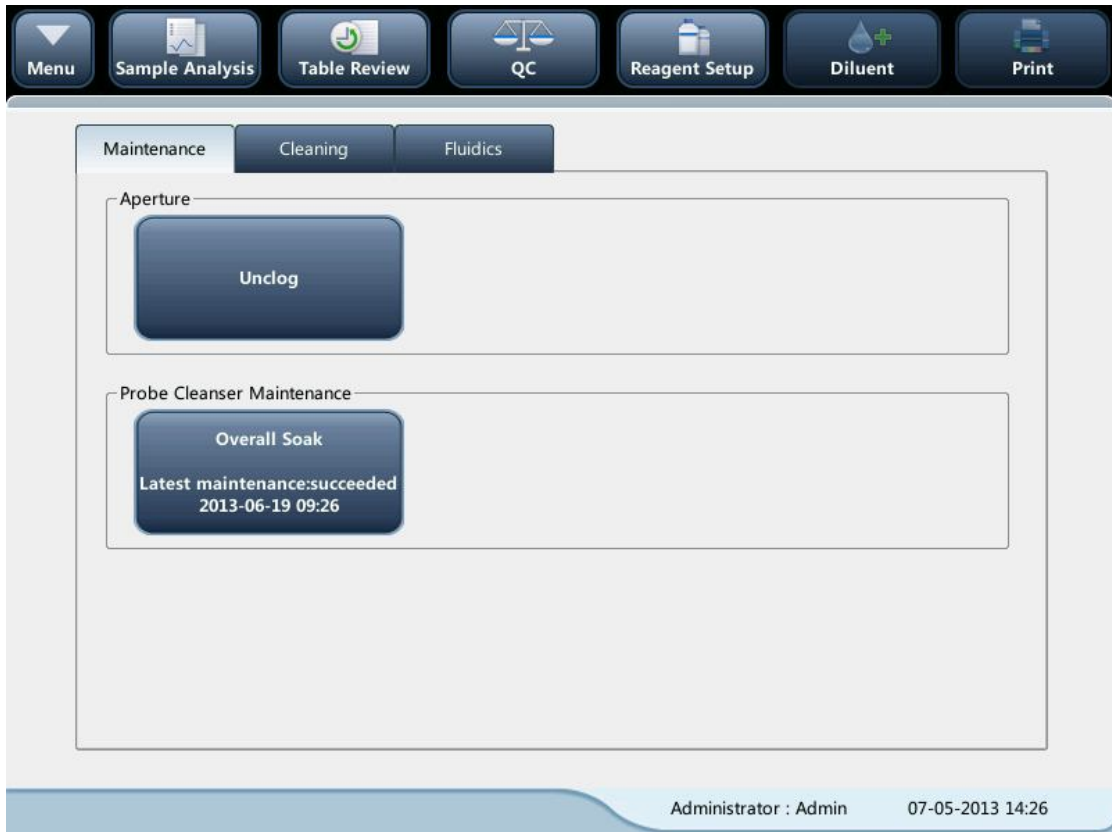 Menu
Sample Analysis
Table Review
QC
Reagent Setup
Diluent
Print
Maintenance
Cleaning
Fluidics
Aperture
Unclog
Probe Cleanser Maintenance
Overall Soak
Latest maintenance:succeeded
2013-06-19 09:26
Administrator : Admin
07-05-2013 14:26